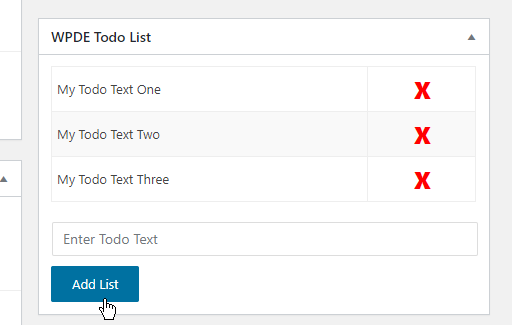 WPDE Todo List
My Todo Text One
X
My Todo Text Two
X
My Todo Text Three
X
Enter Todo Text
Add List